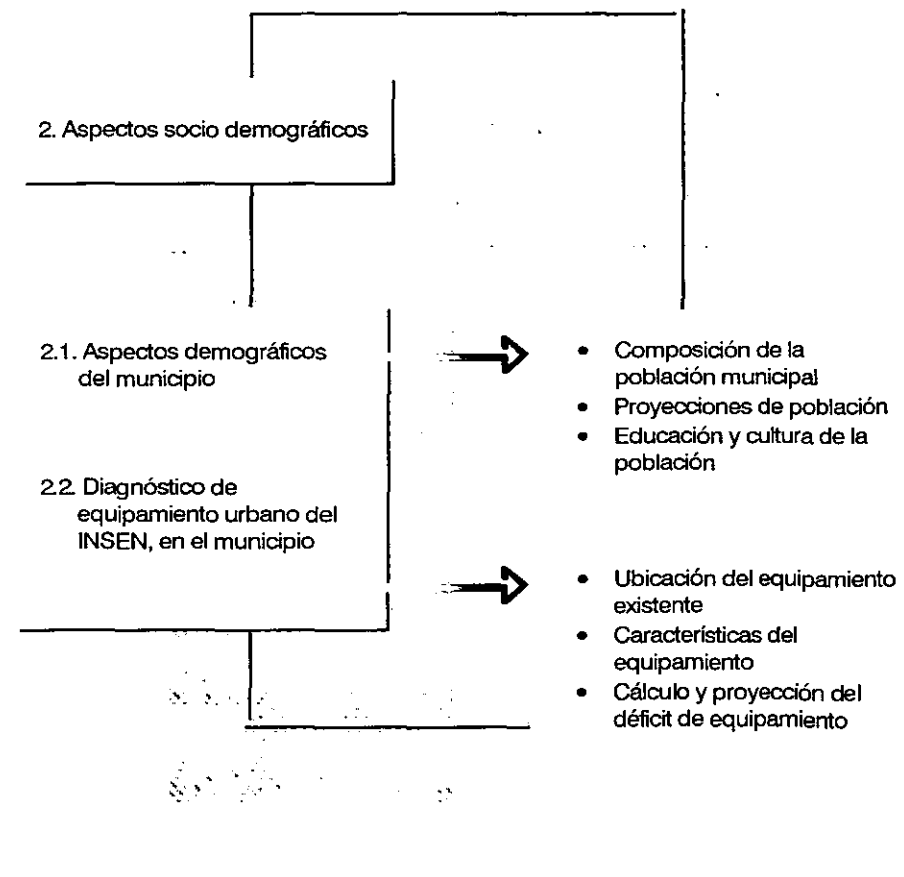 2. Aspectos socio demográficos
2.1. Aspectos demográficos
del municipio
• Composición de la
población municipal
• Proyecciones de población
• Educación y cultura de la
población
2.2. Diagnóstico de
equipamiento urbano del
INSEN, en el municipio
• Ubicación del equipamiento
existente
• Características del
equipamiento
• Cálculo y proyección del
déficit de equipamiento